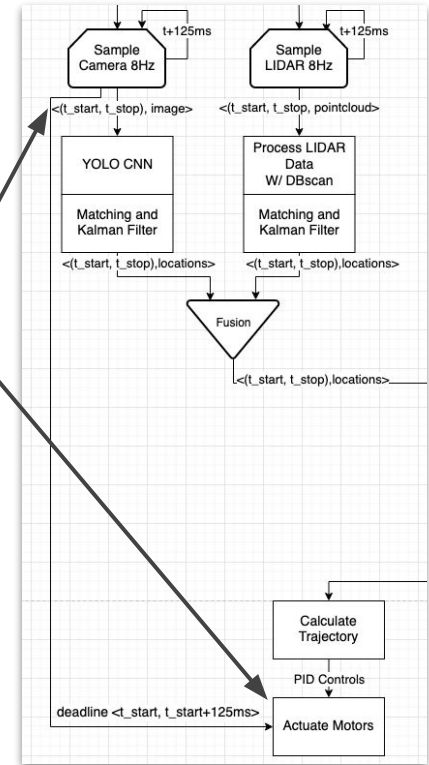 t+125ms
t+125ms
Sample
Camera 8Hz
Sample
LIDAR 8Hz
<(t_start, t_stop), image>
<(t_start, t_stop, pointcloud>
YOLO CNN
Process LIDAR
Data
W/ DBscan
Matching and
Kalman Filter
Matching and
Kalman Filter
<(t_start, t_stop),locations>
<(t_start, t_stop),locations>
Fusion
<(t_start, t_stop),locations>
Calculate
Trajectory
PID Controls
deadline <t_start, t_start+125ms>
Actuate Motors